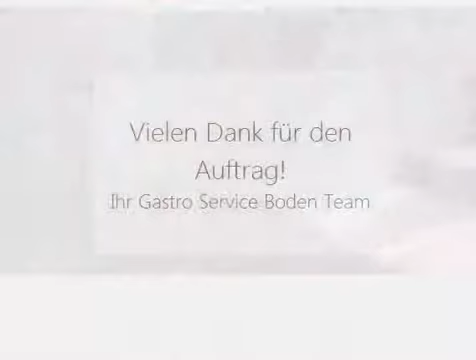 Vielen Dank für den
Auftrag!
Ihr Gastro Service Boden Team